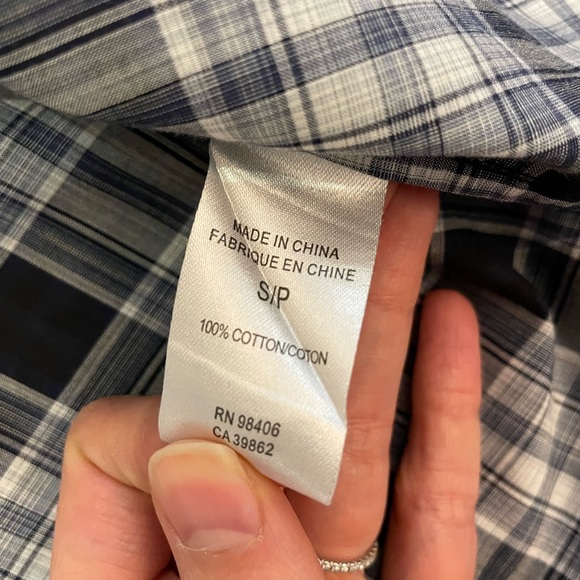 MADE IN CHINA
FABRIQUE EN CHINE
S/P
100% COTTON/COTON
RN 98406
CA 39862